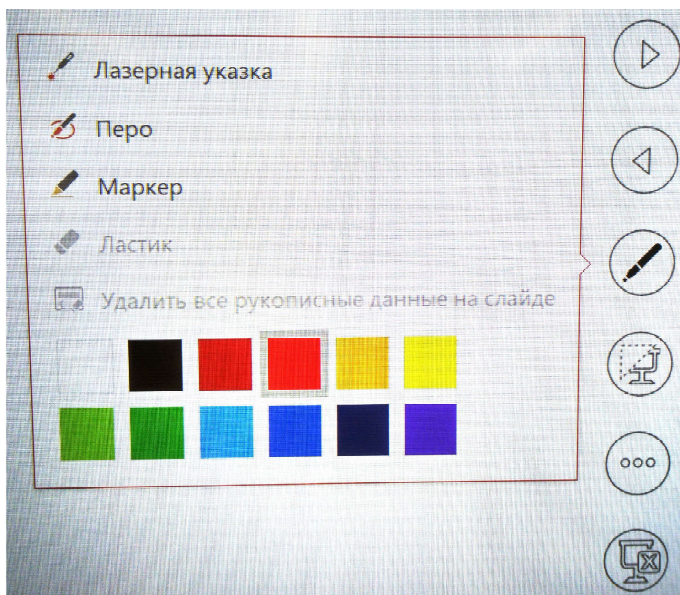 Лазерная указка
Перо
Маркер
Ластик
Удалить все рукописные данные на слайде